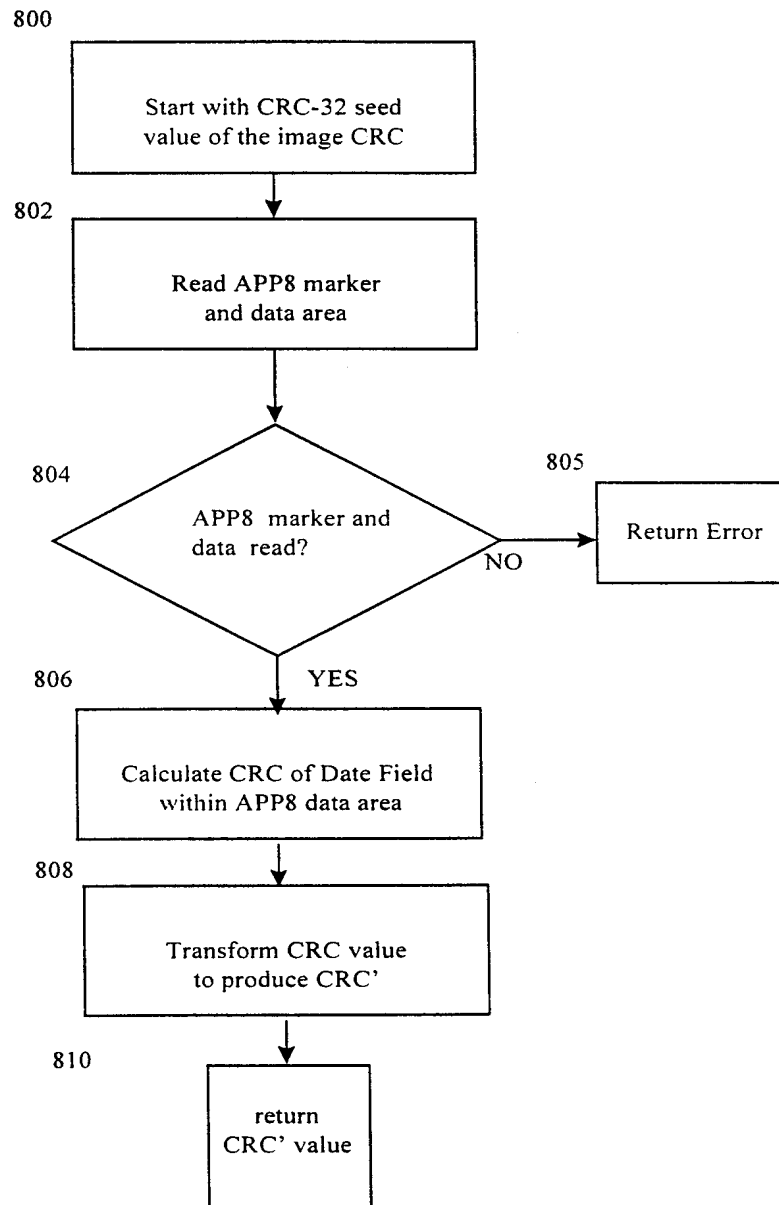 800
Start with CRC-32 seed
value of the image CRC
802
Read APP8 marker
and data area
804
APP8 marker and
data read?
805
Return Error
NO
YES
806
Calculate CRC of Date Field
within APP8 data area
808
Transform CRC value
to produce CRC'
810
return
CRC' value